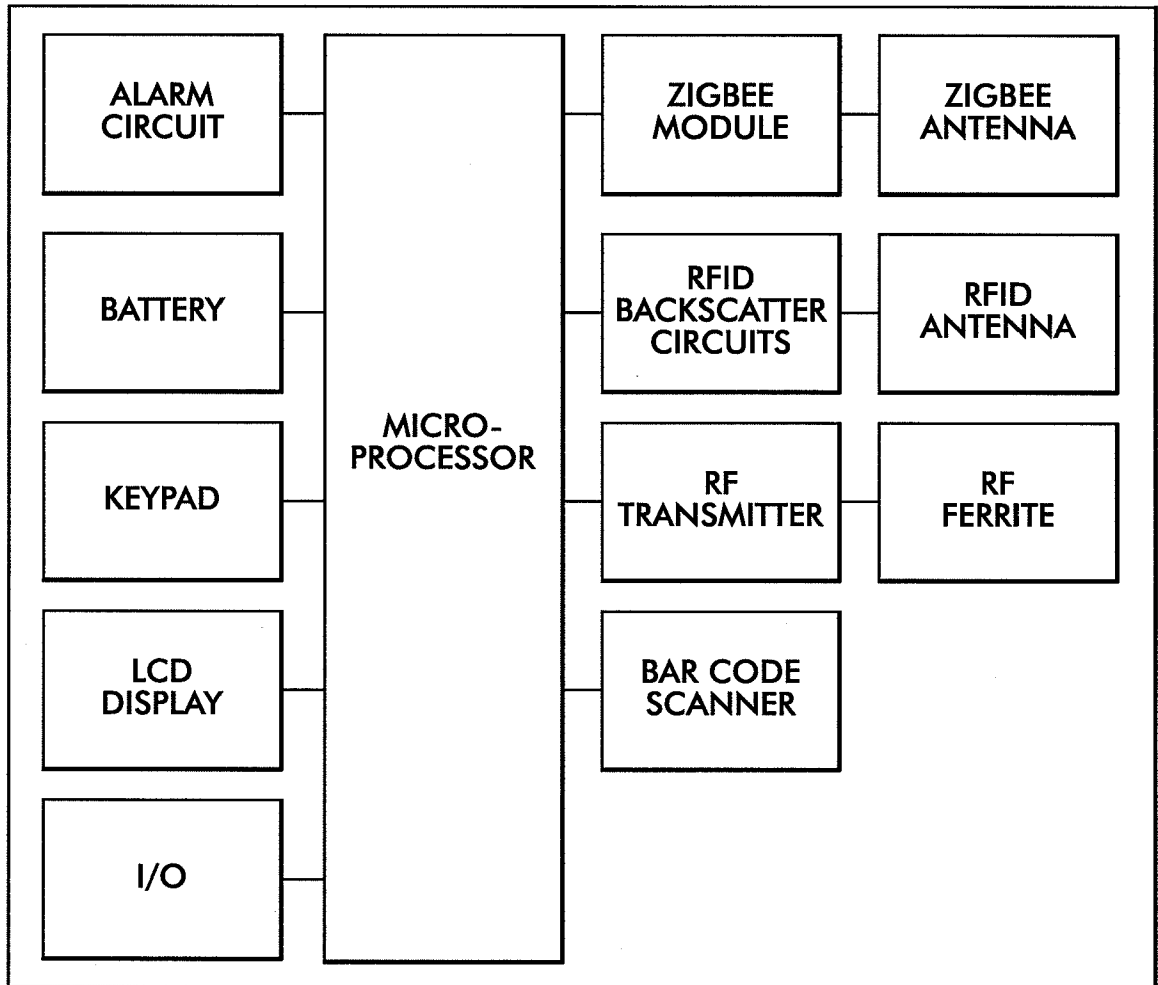 ALARM
CIRCUIT
BATTERY
KEYPAD
LCD
DISPLAY
I/O
MICRO-
PROCESSOR
ZIGBEE
MODULE
RFID
BACKSCATTER
CIRCUITS
RF
TRANSMITTER
BAR CODE
SCANNER
ZIGBEE
ANTENNA
RFID
ANTENNA
RF
FERRITE